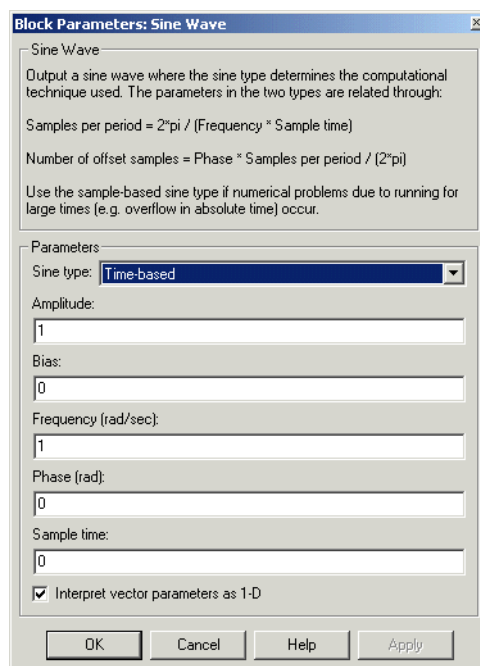 Block Parameters: Sine Wave
Sine Wave
Output a sine wave where the sine type determines the computational
technique used. The parameters in the two types are related through:
Samples per period = 2*pi / (Frequency * Sample time)
Number of offset samples = Phase * Samples per period / (2*pi)
Use the sample-based sine type if numerical problems due to running for
large times (e.g. overflow in absolute time) occur.
Parameters
Sine type: Time-based
Amplitude:
1
Bias:
0
Frequency (rad/sec):
1
Phase (rad):
0
Sample time:
0
Interpret vector parameters as 1-D
OK Cancel Help Apply